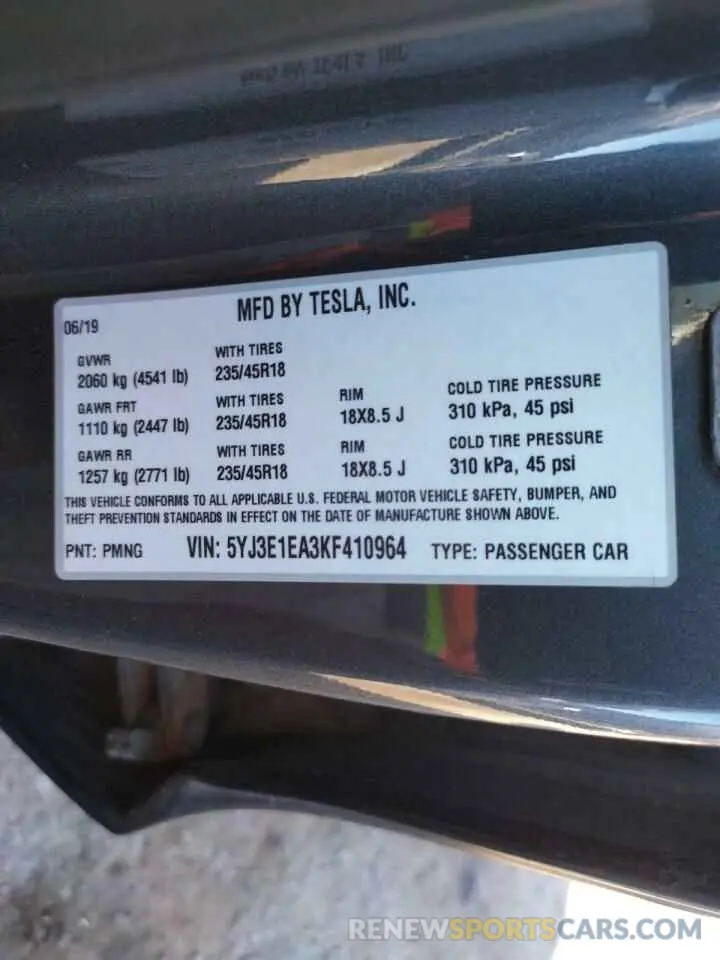 MFD BY TESLA, INC.
06/19
GVWR WITH TIRES
2060 kg (4541 lb) 235/45R18
GAWR FRT WITH TIRES RIM COLD TIRE PRESSURE
1110 kg (2447 lb) 235/45R18 18X8.5 J 310 kPa, 45 psi
GAWR RR WITH TIRES RIM COLD TIRE PRESSURE
1257 kg (2771 lb) 235/45R18 18X8.5 J 310 kPa, 45 psi
THIS VEHICLE CONFORMS TO ALL APPLICABLE U.S. FEDERAL MOTOR VEHICLE SAFETY, BUMPER, AND
THEFT PREVENTION STANDARDS IN EFFECT ON THE DATE OF MANUFACTURE SHOWN ABOVE.
PNT: PMNG VIN: 5YJ3E1EA3KF410964 TYPE: PASSENGER CAR
RENEWSPORTSCARS.COM